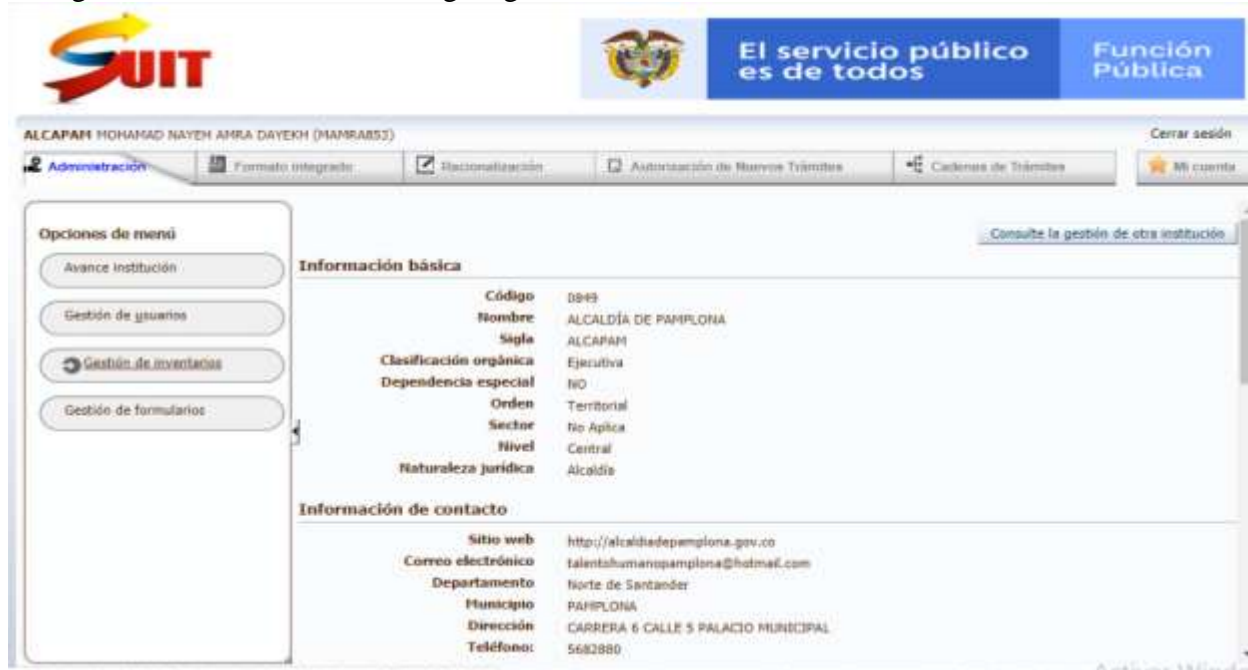 SUIT
El servicio público
es de todos
Función
Pública
ALCAPAM MOHAMAD NAYEH AMRA DAYEKH (MAMRA853)
Cerrar sesión
Administración
Formato integrado
Racionalización
Autorización de Nuevos Trámites
Cadenas de Trámites
Mi cuenta
Opciones de menú
Avance institución
Gestión de usuarios
Gestión de inventarios
Gestión de formularios
Consulte la gestión de otra institución
Información básica
Código 0849
Nombre ALCALDÍA DE PAMPLONA
Sigla ALCAPAM
Clasificación orgánica Ejecutiva
Dependencia especial NO
Orden Territorial
Sector No Aplica
Nivel Central
Naturaleza jurídica Alcaldía
Información de contacto
Sitio web http://alcaldiadepamplona.gov.co
Correo electrónico talentohumanopamplona@hotmail.com
Departamento Norte de Santander
Municipio PAMPLONA
Dirección CARRERA 6 CALLE 5 PALACIO MUNICIPAL
Teléfono: 5682880